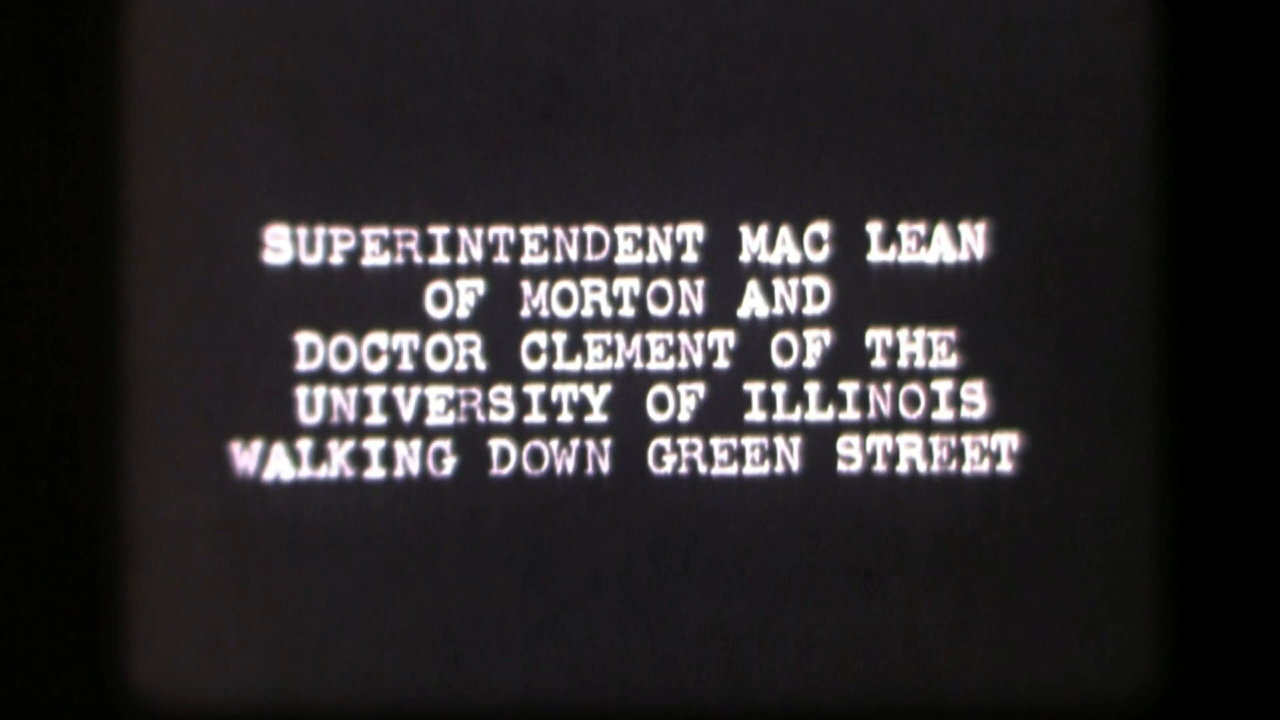 SUPERINTENDENT MAC LEAN
OF MORTON AND
DOCTOR CLEMENT OF THE
UNIVERSITY OF ILLINOIS
WALKING DOWN GREEN STREET